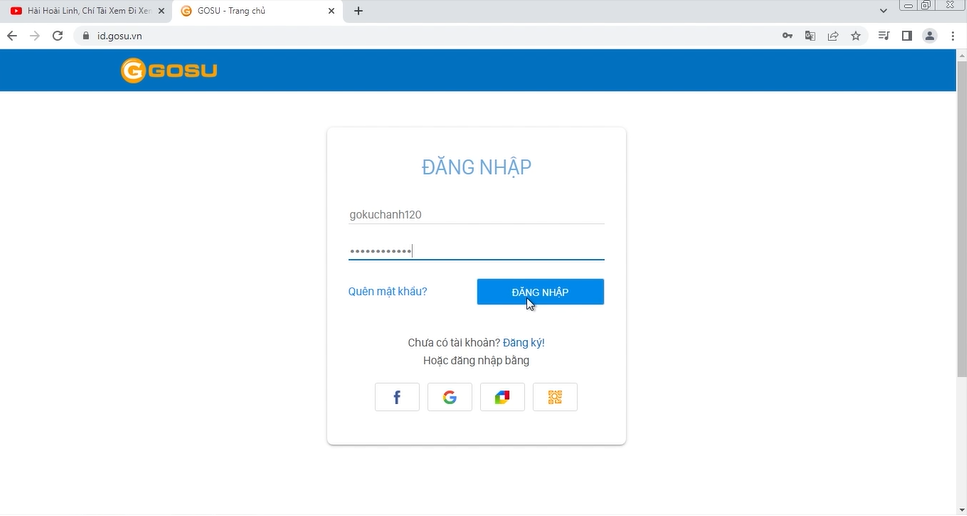 Hài Hoài Linh, Chí Tài Xem Đi Xe
GOSU - Trang chủ
id.gosu.vn
GOSU
ĐĂNG NHẬP
gokuchanh120
••••••••••••
Quên mật khẩu?
ĐĂNG NHẬP
Chưa có tài khoản? Đăng ký!
Hoặc đăng nhập bằng